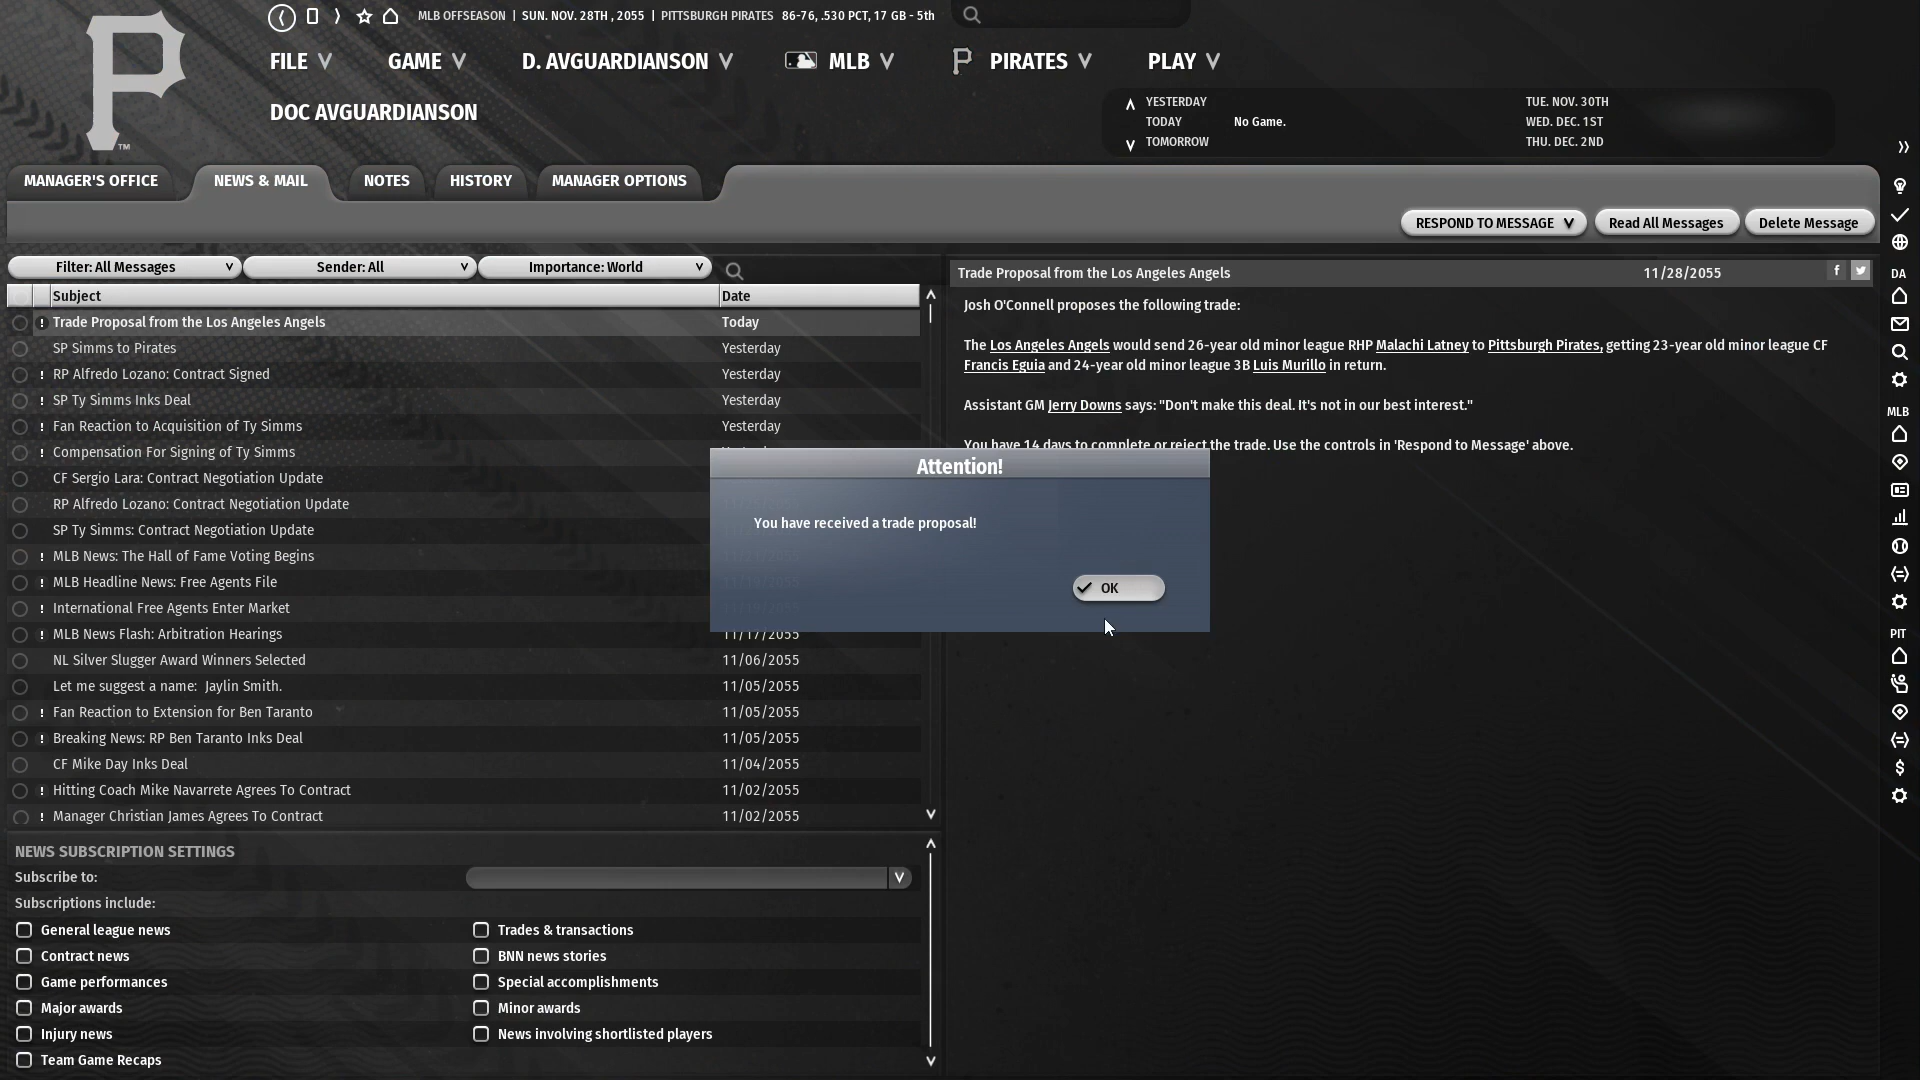 MLB OFFSEASON | SUN. NOV. 28TH , 2055 | PITTSBURGH PIRATES 86-76, .530 PCT, 17 GB - 5th
FILE GAME D. AVGUARDIANSON MLB PIRATES PLAY
DOC AVGUARDIANSON
YESTERDAY
TODAY No Game.
TOMORROW
TUE. NOV. 30TH
WED. DEC. 1ST
THU. DEC. 2ND
P
TM
MANAGER'S OFFICE NEWS & MAIL NOTES HISTORY MANAGER OPTIONS
RESPOND TO MESSAGE Read All Messages Delete Message
Filter: All Messages Sender: All Importance: World
Subject Date
! Trade Proposal from the Los Angeles Angels Today
SP Simms to Pirates Yesterday
! RP Alfredo Lozano: Contract Signed Yesterday
! SP Ty Simms Inks Deal Yesterday
! Fan Reaction to Acquisition of Ty Simms Yesterday
! Compensation For Signing of Ty Simms
CF Sergio Lara: Contract Negotiation Update
RP Alfredo Lozano: Contract Negotiation Update
SP Ty Simms: Contract Negotiation Update
! MLB News: The Hall of Fame Voting Begins
! MLB Headline News: Free Agents File
! International Free Agents Enter Market
! MLB News Flash: Arbitration Hearings 11/17/2055
NL Silver Slugger Award Winners Selected 11/06/2055
Let me suggest a name: Jaylin Smith. 11/05/2055
! Fan Reaction to Extension for Ben Taranto 11/05/2055
! Breaking News: RP Ben Taranto Inks Deal 11/05/2055
CF Mike Day Inks Deal 11/04/2055
! Hitting Coach Mike Navarrete Agrees To Contract 11/02/2055
! Manager Christian James Agrees To Contract 11/02/2055
Trade Proposal from the Los Angeles Angels 11/28/2055
f
Josh O'Connell proposes the following trade:
The Los Angeles Angels would send 26-year old minor league RHP Malachi Latney to Pittsburgh Pirates, getting 23-year old minor league CF
Francis Eguia and 24-year old minor league 3B Luis Murillo in return.
Assistant GM Jerry Downs says: "Don't make this deal. It's not in our best interest."
You have 14 days to complete or reject the trade. Use the controls in 'Respond to Message' above.
Attention!
You have received a trade proposal!
OK
NEWS SUBSCRIPTION SETTINGS
Subscribe to:
Subscriptions include:
General league news Trades & transactions
Contract news BNN news stories
Game performances Special accomplishments
Major awards Minor awards
Injury news News involving shortlisted players
Team Game Recaps
DA
MLB
PIT
$